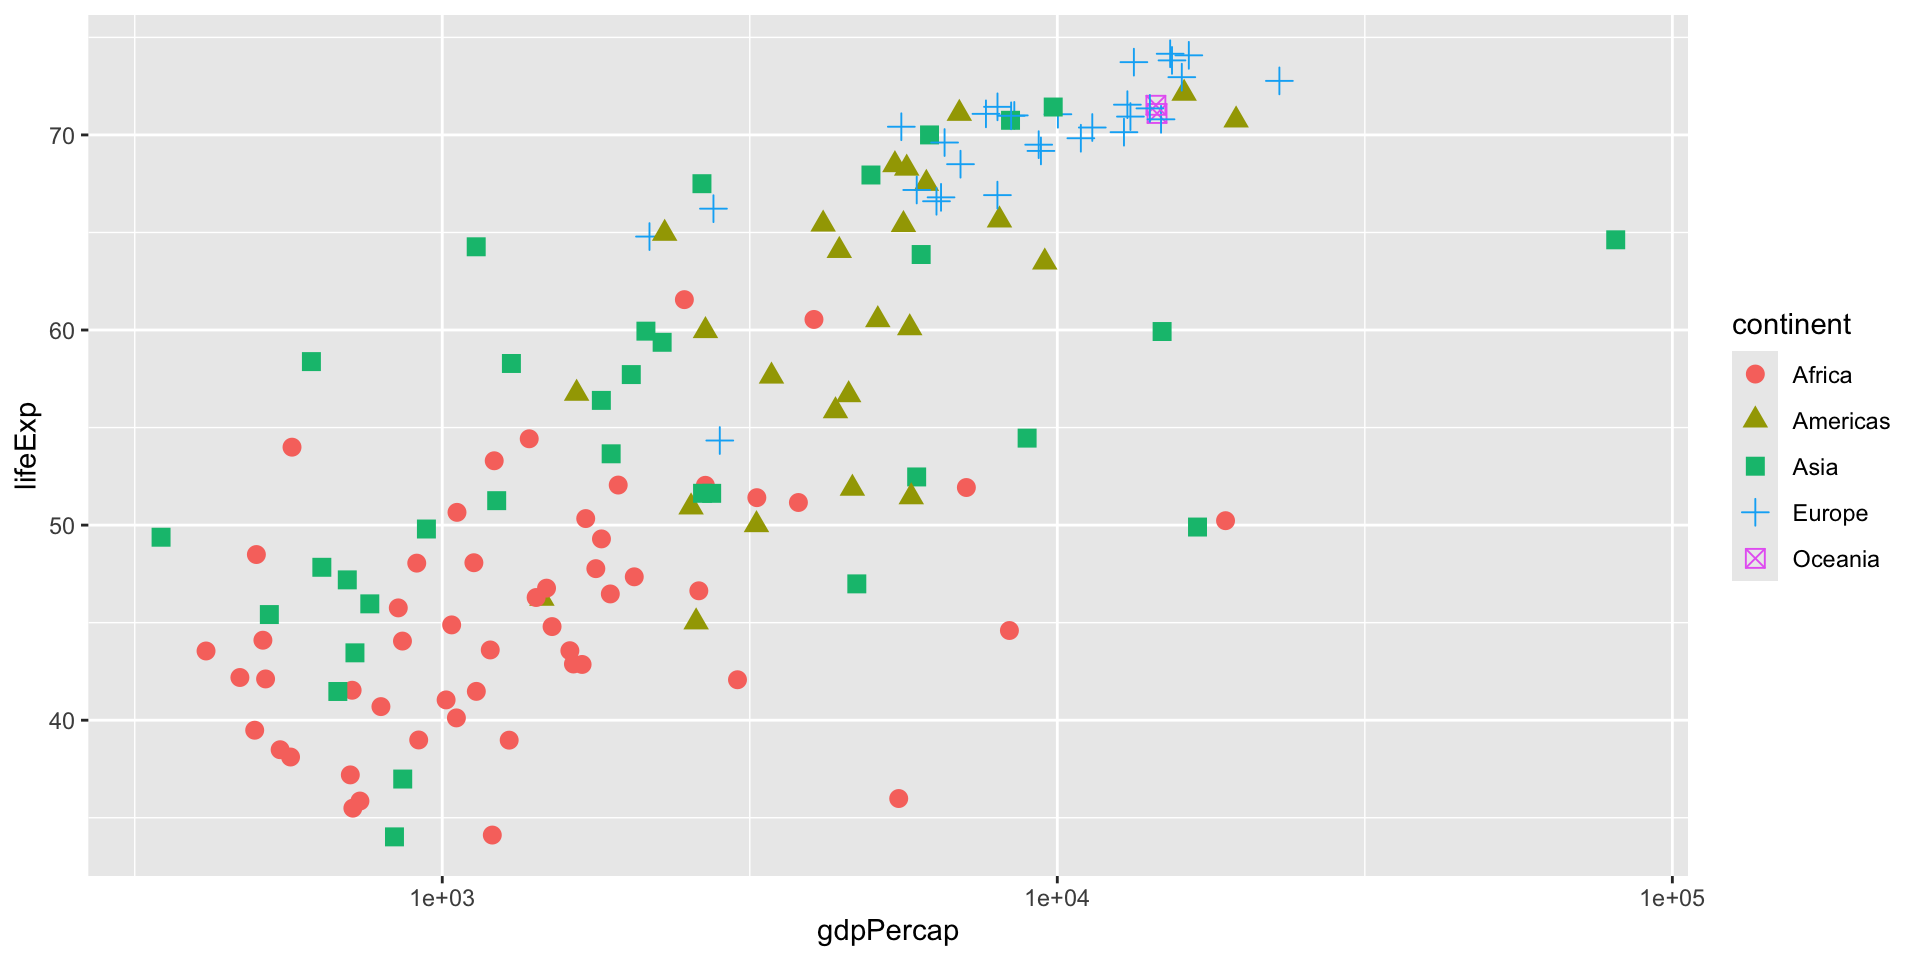 lifeExp
70
60
50
40
1e+03
1e+04
1e+05
gdpPercap
continent
Africa
Americas
Asia
Europe
Oceania